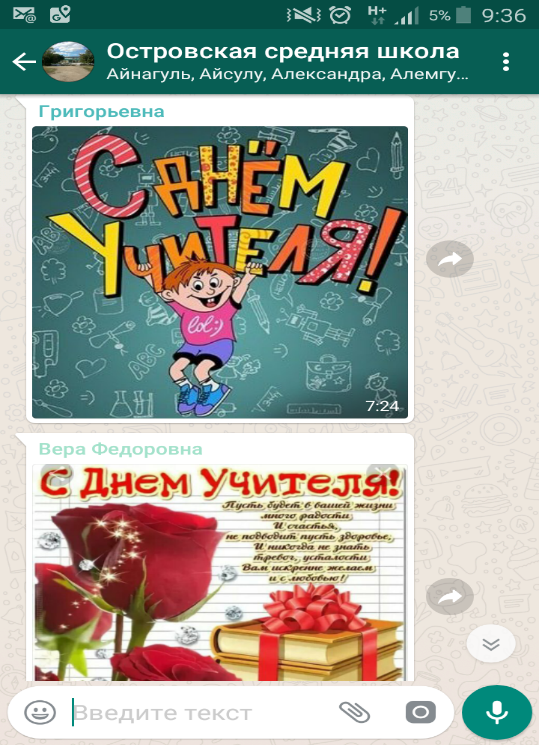 H+
5%
9:36
Островская средняя школа
Айнагуль, Айсулу, Александра, Алемгу...
Григорьевна
С ДНЁМ
УЧИТЕЛЯ!
lol:)
ABC
ABC
7:24
Вера Федоровна
С Днем Учителя!
Пусть будет в вашей жизни
много радости
И счастья,
не подводит пусть здоровье,
И никогда не знать
тревог, усталости
Вам искренне желаем
и с любовью!
Введите текст